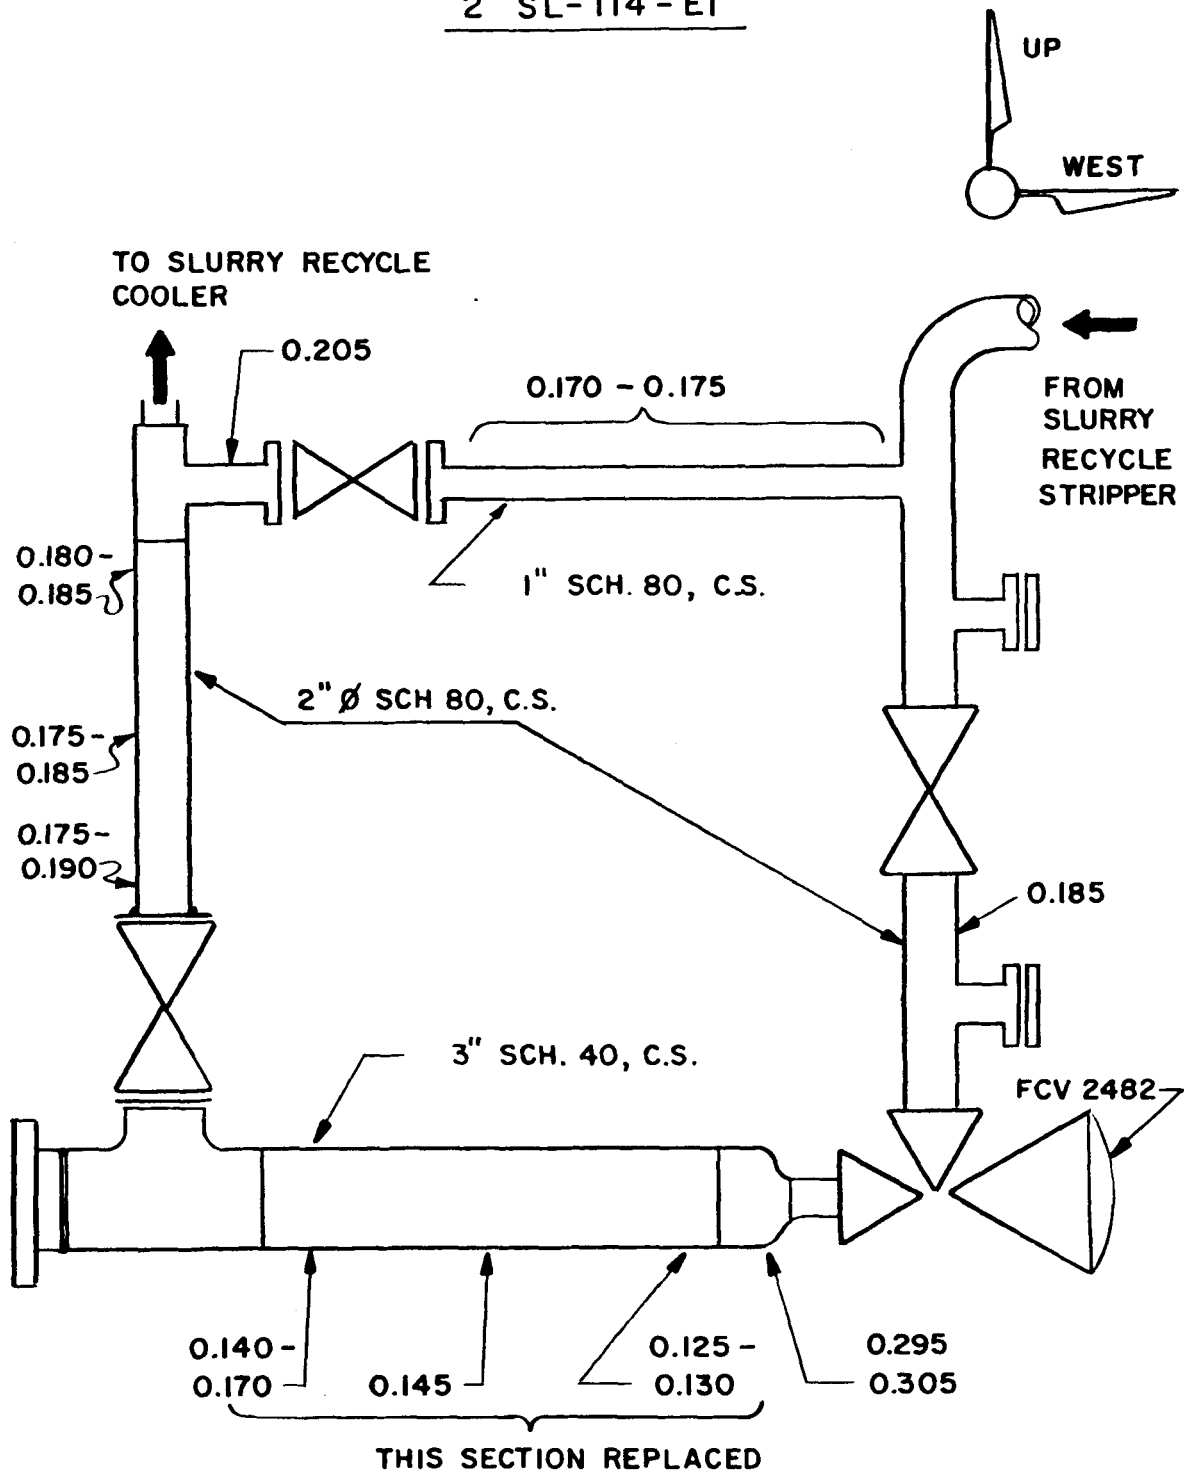 2" SL-114-E1
UP
WEST
TO SLURRY RECYCLE
COOLER
0.205
0.170 - 0.175
FROM
SLURRY
RECYCLE
STRIPPER
0.180-
0.185
1" SCH. 80, C.S.
2" Ø SCH 80, C.S.
0.175-
0.185
0.175-
0.190
0.185
3" SCH. 40, C.S.
FCV 2482
0.140-
0.170
0.145
0.125-
0.130
0.295
0.305
THIS SECTION REPLACED